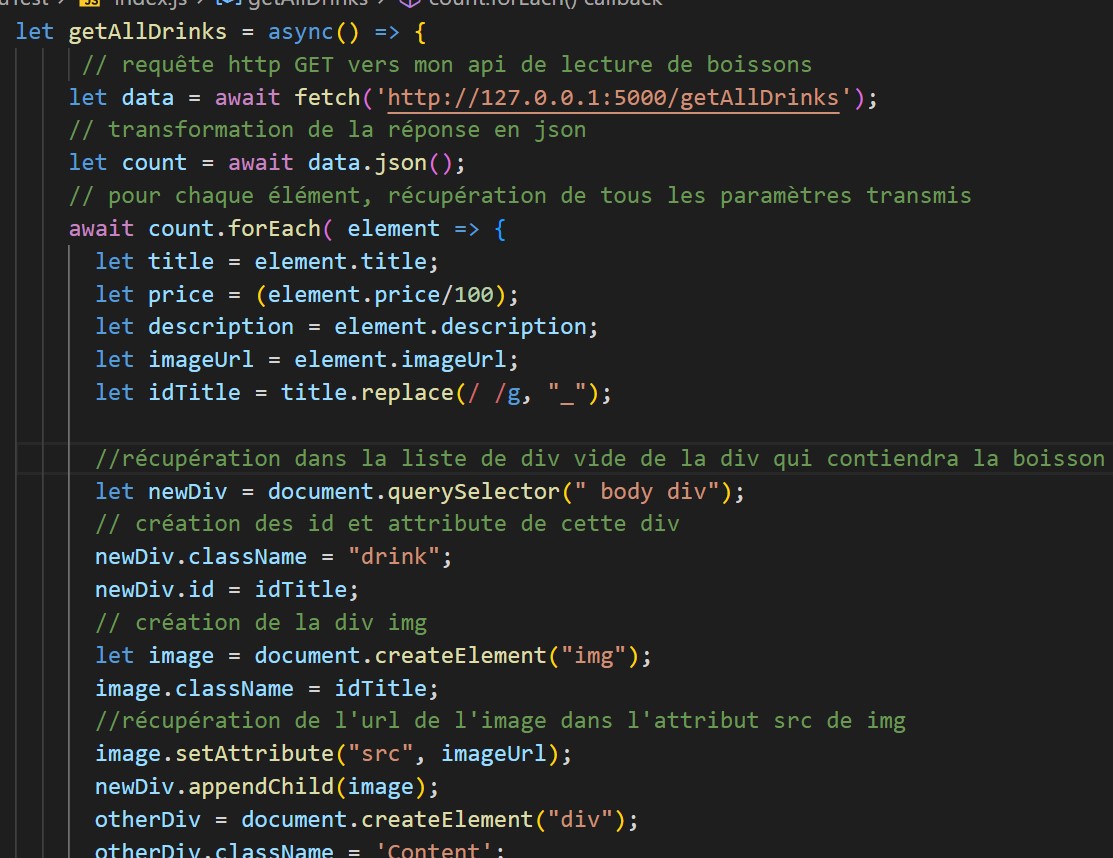 index.js > getAllDrinks > count.forEach() callback
let getAllDrinks = async() => {
// requête http GET vers mon api de lecture de boissons
let data = await fetch('http://127.0.0.1:5000/getAllDrinks');
// transformation de la réponse en json
let count = await data.json();
// pour chaque élément, récupération de tous les paramètres transmis
await count.forEach( element => {
let title = element.title;
let price = (element.price/100);
let description = element.description;
let imageUrl = element.imageUrl;
let idTitle = title.replace(/ /g, "_");
//récupération dans la liste de div vide de la div qui contiendra la boisson
let newDiv = document.querySelector(" body div");
// création des id et attribute de cette div
newDiv.className = "drink";
newDiv.id = idTitle;
// création de la div img
let image = document.createElement("img");
image.className = idTitle;
//récupération de l'url de l'image dans l'attribut src de img
image.setAttribute("src", imageUrl);
newDiv.appendChild(image);
otherDiv = document.createElement("div");
otherDiv.className = 'Content';